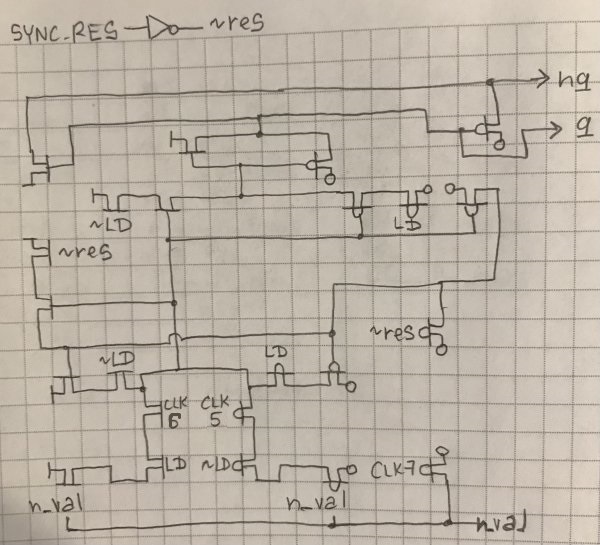 SYNC_RES ~res
nq
q
~LD LD
~res
~res
~LD LD
CLK 6 CLK 5
LD ~LD CLK7
n_val n_val
n_val